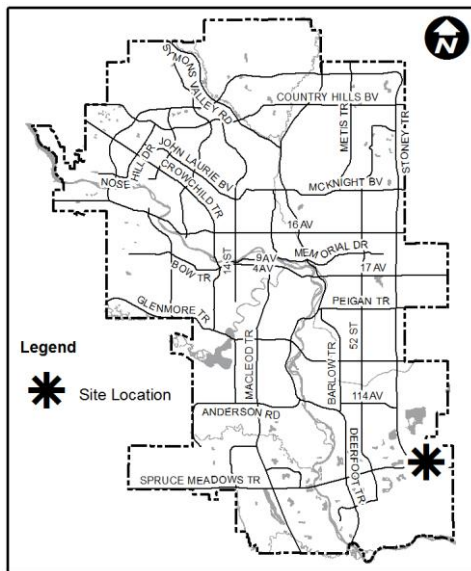 N
SYMONS VALLEY RD
COUNTRY HILLS BV
METIS TR
STONEY TR
NOSE HILL DR
JOHN LAURIE BV
CROWCHILD TR
MCKNIGHT BV
16 AV
14 ST
9 AV
4 AV
MEMORIAL DR
17 AV
BOW TR
PEIGAN TR
GLENMORE TR
52 ST
Legend
Site Location
MACLEOD TR
BARLOW TR
114 AV
ANDERSON RD
DEERFOOT TR
SPRUCE MEADOWS TR